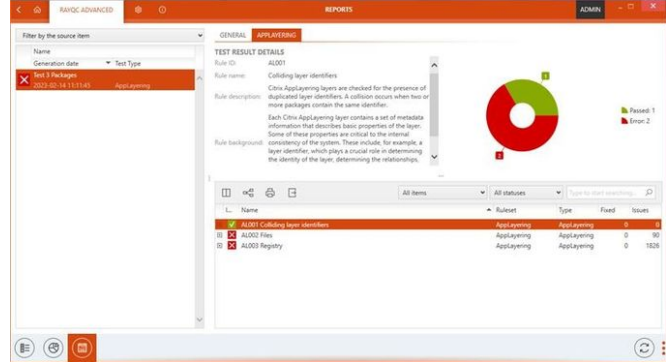 RAYQC ADVANCED
REPORTS
ADMIN
Filter by the source item
Name
Generation date
Test Type
Test 3 Packages
2023-02-14 11:11:45
AppLayering
GENERAL
APPLAYERING
TEST RESULT DETAILS
Rule ID:
AL001
Rule name:
Colliding layer identifiers
Rule description:
Citrix AppLayering layers are checked for the presence of
duplicated layer identifiers. A collision occurs when two or
more packages contain the same identifier.
Rule background:
Each Citrix AppLayering layer contains a set of metadata
information that describes basic properties of the layer.
Some of these properties are critical to the internal
consistency of the system. These include, for example, a
layer identifier, which plays a crucial role in determining
the identity of the layer, determining the relationships,
1
2
Passed: 1
Error: 2
All items
All statuses
Type to start searching...
I...
Name
Ruleset
Type
Fixed
Issues
AL001 Colliding layer identifiers
AppLayering
AppLayering
0
0
AL002 Files
AppLayering
AppLayering
0
90
AL003 Registry
AppLayering
AppLayering
0
1826